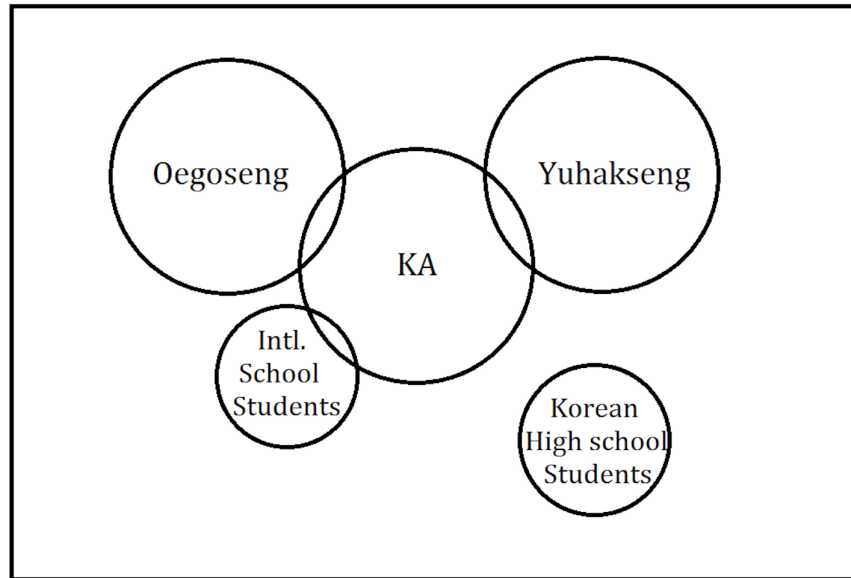 Oegoseng
Yuhakseng
KA
Intl.
School
Students
Korean
High school
Students